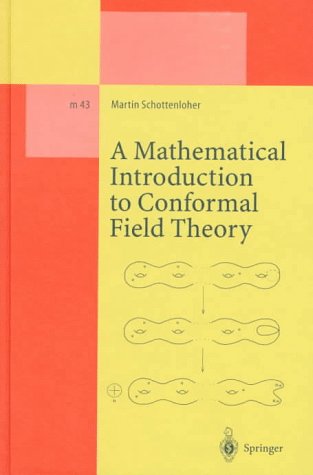 m 43
Martin Schottenloher
A Mathematical
Introduction
to Conformal
Field Theory
Springer